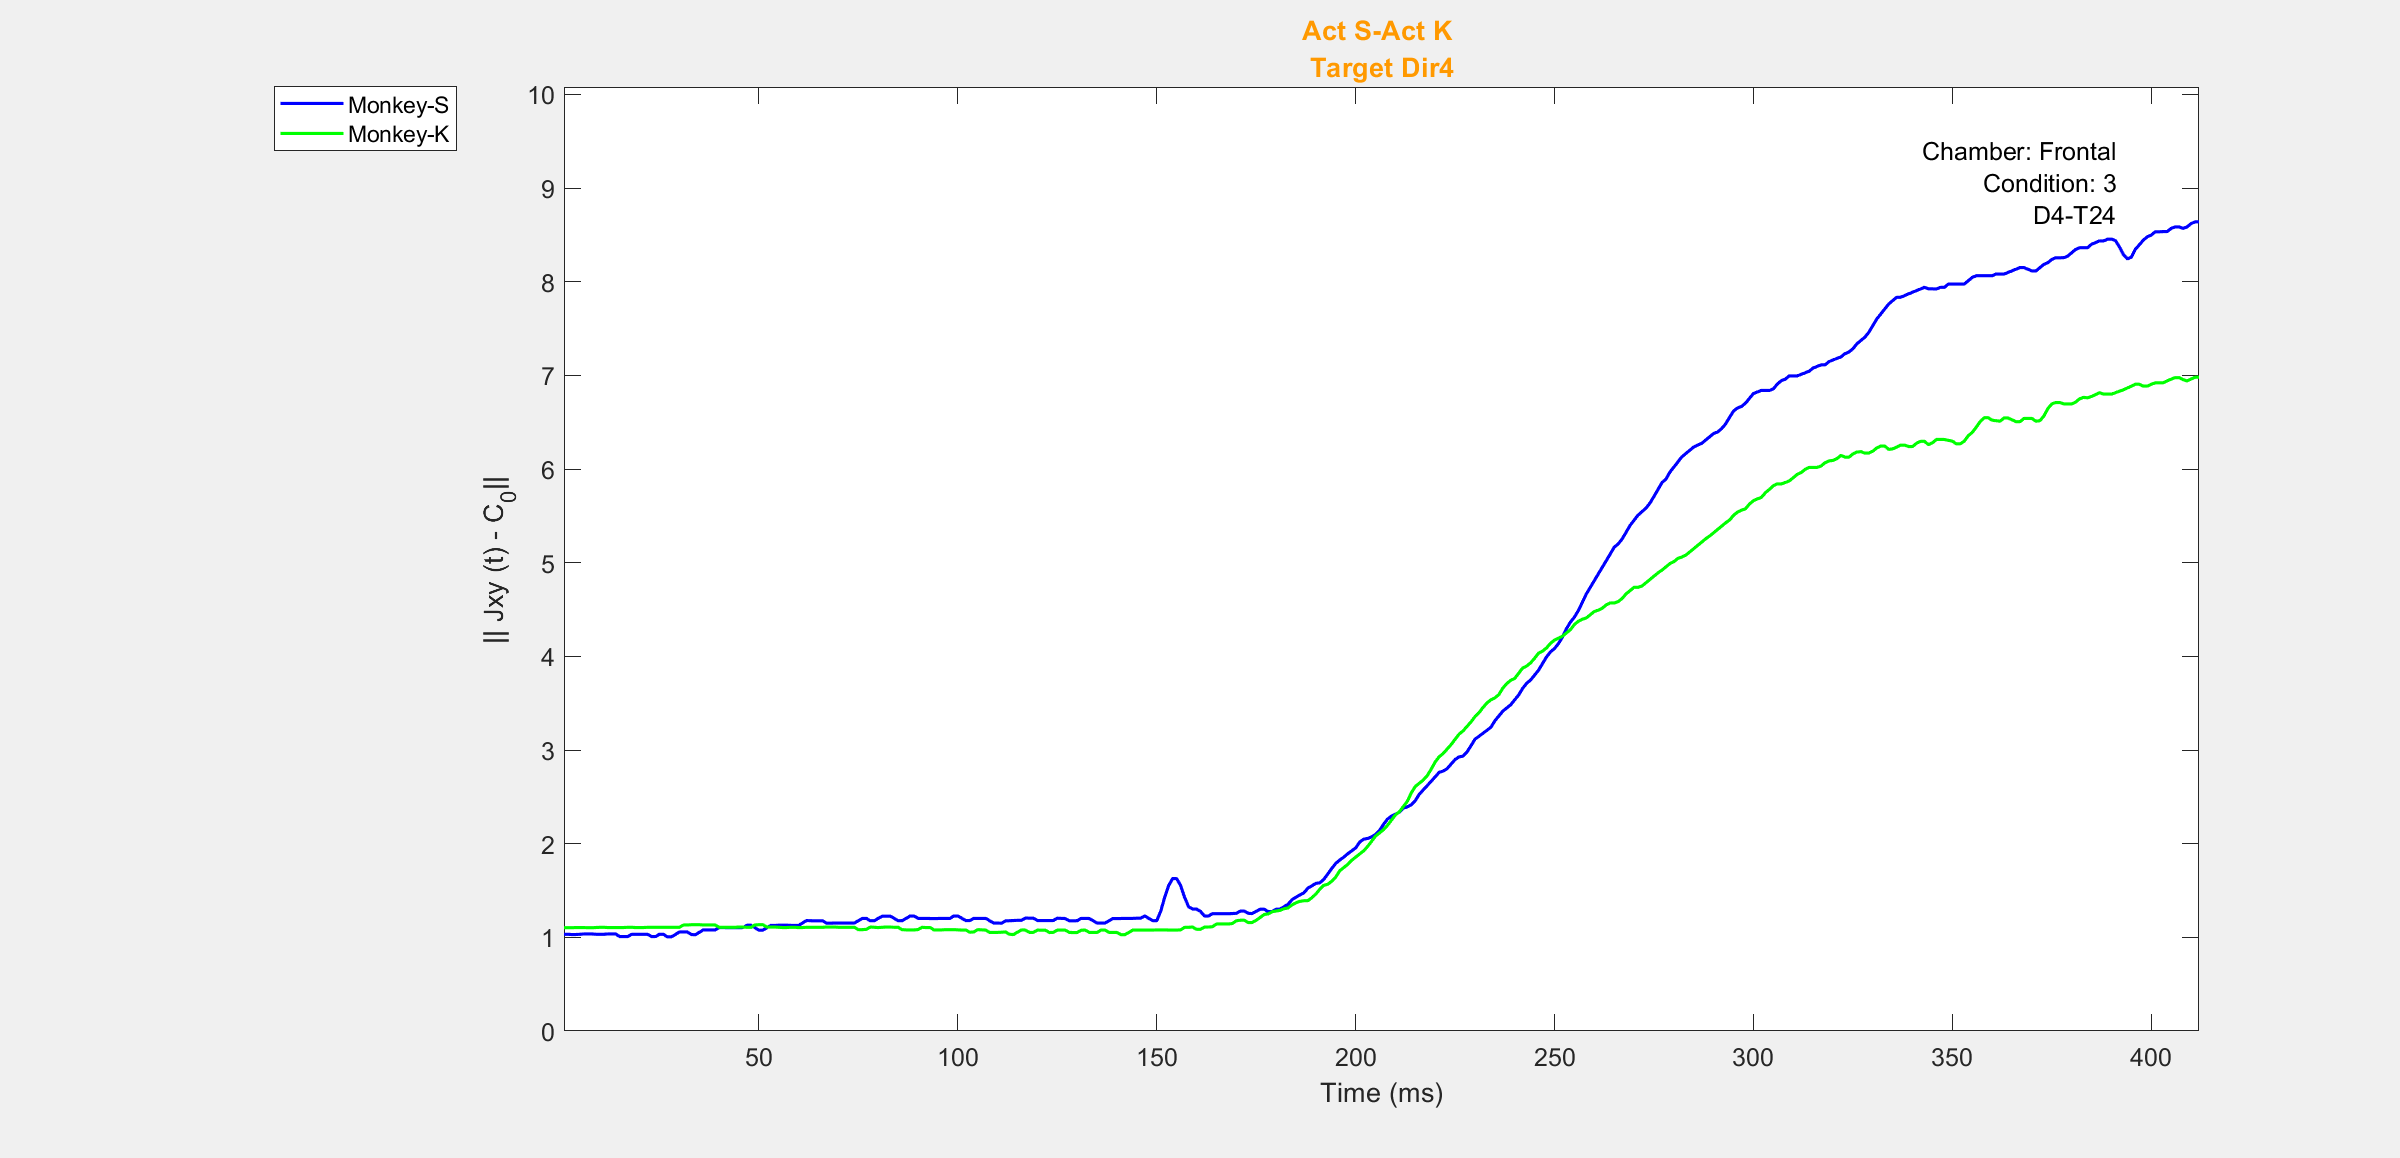 Act S-Act K
Target Dir4
Monkey-S
Monkey-K
Chamber: Frontal
Condition: 3
D4-T24
|| Jxy (t) - C0||
10
9
8
7
6
5
4
3
2
1
0
50 100 150 200 250 300 350 400
Time (ms)